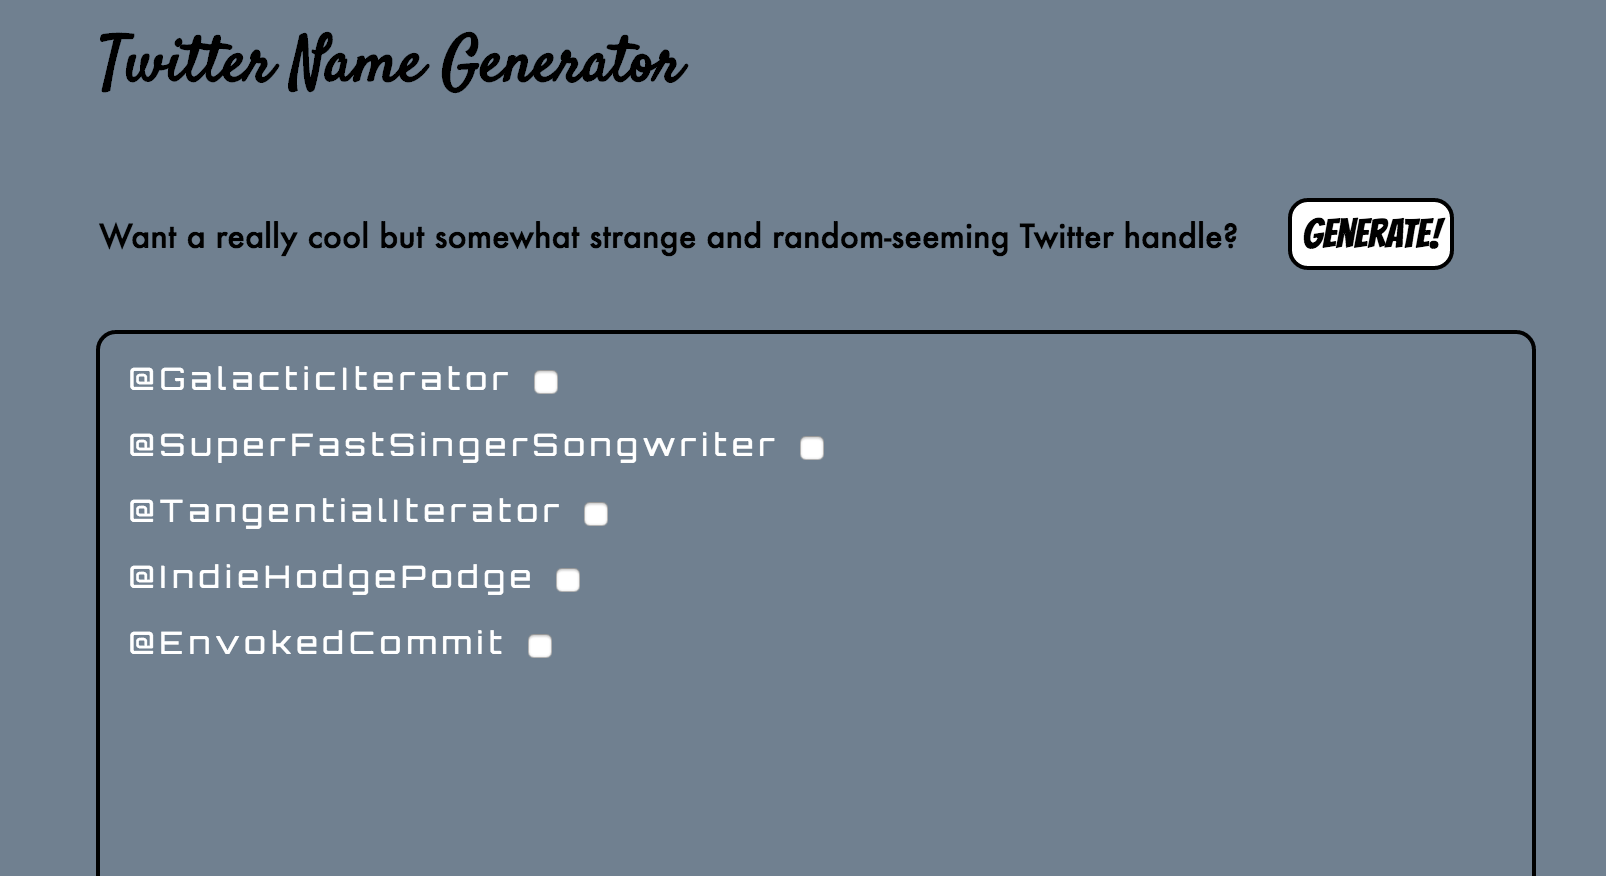 Twitter Name Generator
Want a really cool but somewhat strange and random-seeming Twitter handle?
GENERATE!
@GalacticIterator
@SuperFastSingerSongwriter
@TangentialIterator
@IndieHodgePodge
@EnvokedCommit